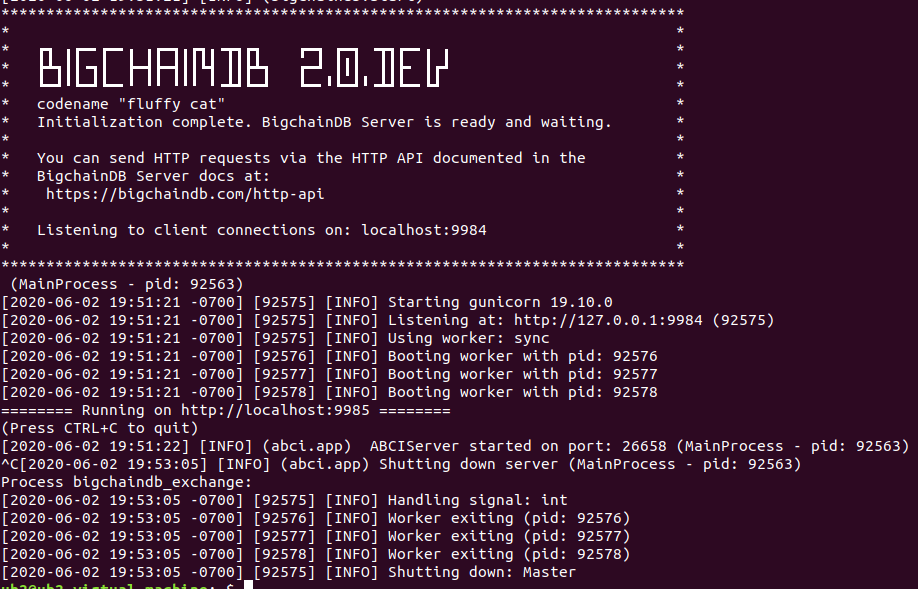 ***************************************************************************
* *
* *
* BIGCHAINDB 2.0.DEV *
* *
* codename "fluffy cat" *
* Initialization complete. BigchainDB Server is ready and waiting. *
* *
* You can send HTTP requests via the HTTP API documented in the *
* BigchainDB Server docs at: *
* https://bigchaindb.com/http-api *
* *
* Listening to client connections on: localhost:9984 *
* *
***************************************************************************
(MainProcess - pid: 92563)
[2020-06-02 19:51:21 -0700] [92575] [INFO] Starting gunicorn 19.10.0
[2020-06-02 19:51:21 -0700] [92575] [INFO] Listening at: http://127.0.0.1:9984 (92575)
[2020-06-02 19:51:21 -0700] [92575] [INFO] Using worker: sync
[2020-06-02 19:51:21 -0700] [92576] [INFO] Booting worker with pid: 92576
[2020-06-02 19:51:21 -0700] [92577] [INFO] Booting worker with pid: 92577
[2020-06-02 19:51:21 -0700] [92578] [INFO] Booting worker with pid: 92578
======== Running on http://localhost:9985 ========
(Press CTRL+C to quit)
[2020-06-02 19:51:22] [INFO] (abci.app)  ABCIServer started on port: 26658 (MainProcess - pid: 92563)
^C[2020-06-02 19:53:05] [INFO] (abci.app) Shutting down server (MainProcess - pid: 92563)
Process bigchaindb_exchange:
[2020-06-02 19:53:05 -0700] [92575] [INFO] Handling signal: int
[2020-06-02 19:53:05 -0700] [92576] [INFO] Worker exiting (pid: 92576)
[2020-06-02 19:53:05 -0700] [92577] [INFO] Worker exiting (pid: 92577)
[2020-06-02 19:53:05 -0700] [92578] [INFO] Worker exiting (pid: 92578)
[2020-06-02 19:53:05 -0700] [92575] [INFO] Shutting down: Master